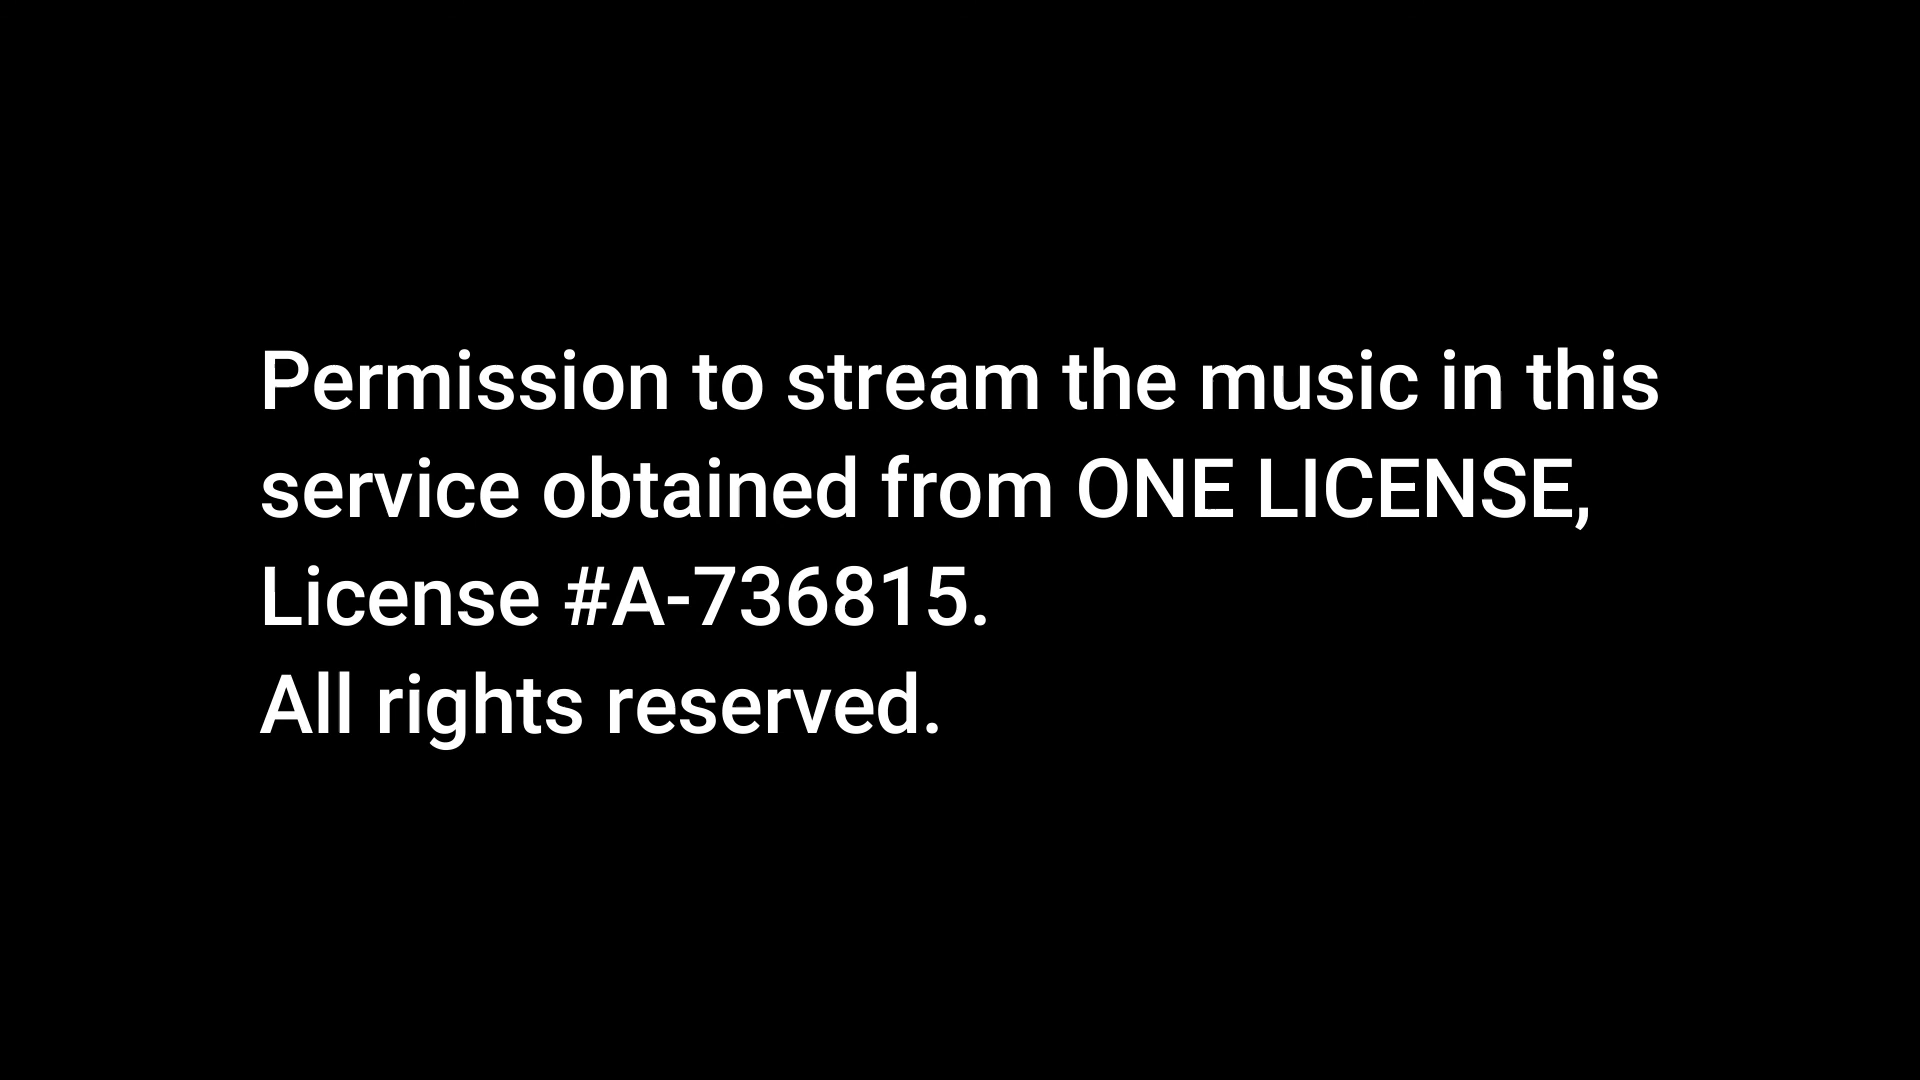 Permission to stream the music in this
service obtained from ONE LICENSE,
License #A-736815.
All rights reserved.